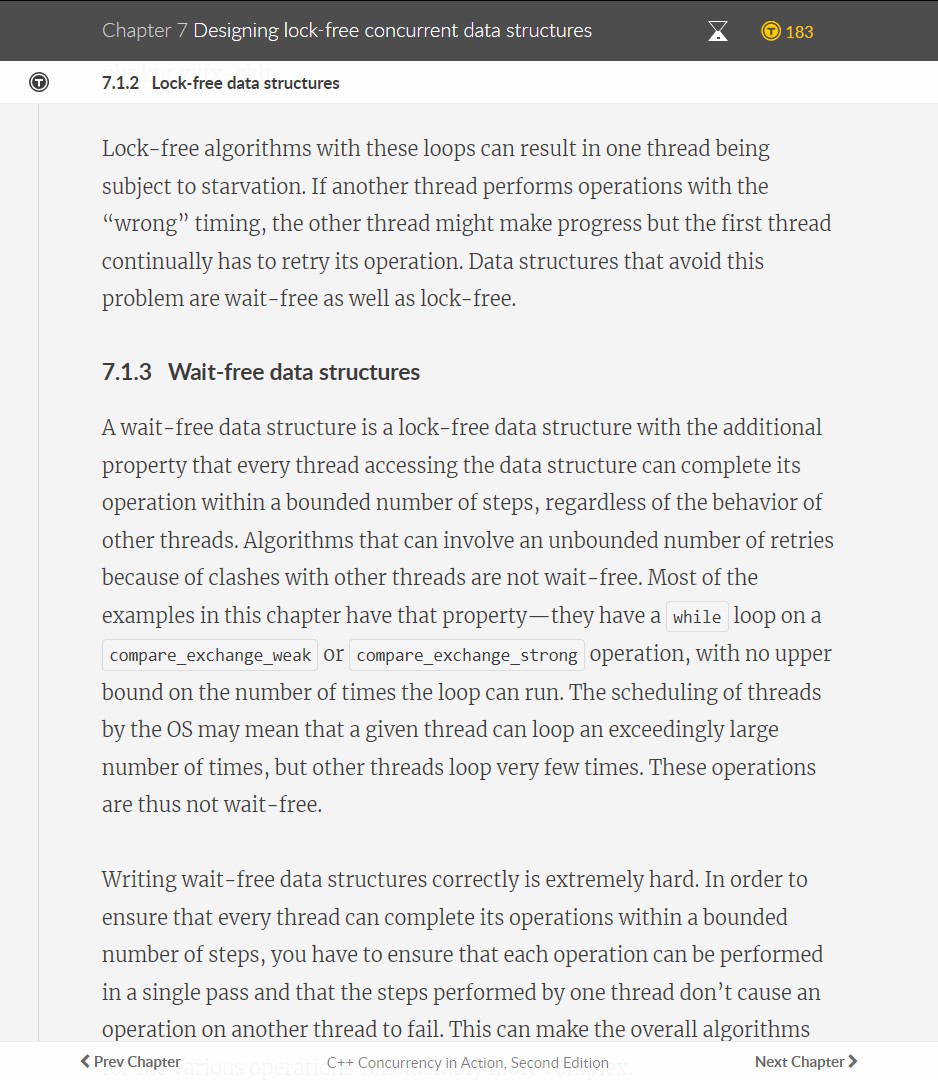 Chapter 7 Designing lock-free concurrent data structures
183
7.1.2 Lock-free data structures
Lock-free algorithms with these loops can result in one thread being
subject to starvation. If another thread performs operations with the
“wrong” timing, the other thread might make progress but the first thread
continually has to retry its operation. Data structures that avoid this
problem are wait-free as well as lock-free.
7.1.3 Wait-free data structures
A wait-free data structure is a lock-free data structure with the additional
property that every thread accessing the data structure can complete its
operation within a bounded number of steps, regardless of the behavior of
other threads. Algorithms that can involve an unbounded number of retries
because of clashes with other threads are not wait-free. Most of the
examples in this chapter have that property—they have a while loop on a
compare_exchange_weak or compare_exchange_strong operation, with no upper
bound on the number of times the loop can run. The scheduling of threads
by the OS may mean that a given thread can loop an exceedingly large
number of times, but other threads loop very few times. These operations
are thus not wait-free.
Writing wait-free data structures correctly is extremely hard. In order to
ensure that every thread can complete its operations within a bounded
number of steps, you have to ensure that each operation can be performed
in a single pass and that the steps performed by one thread don’t cause an
operation on another thread to fail. This can make the overall algorithms
Prev Chapter C++ Concurrency in Action, Second Edition Next Chapter